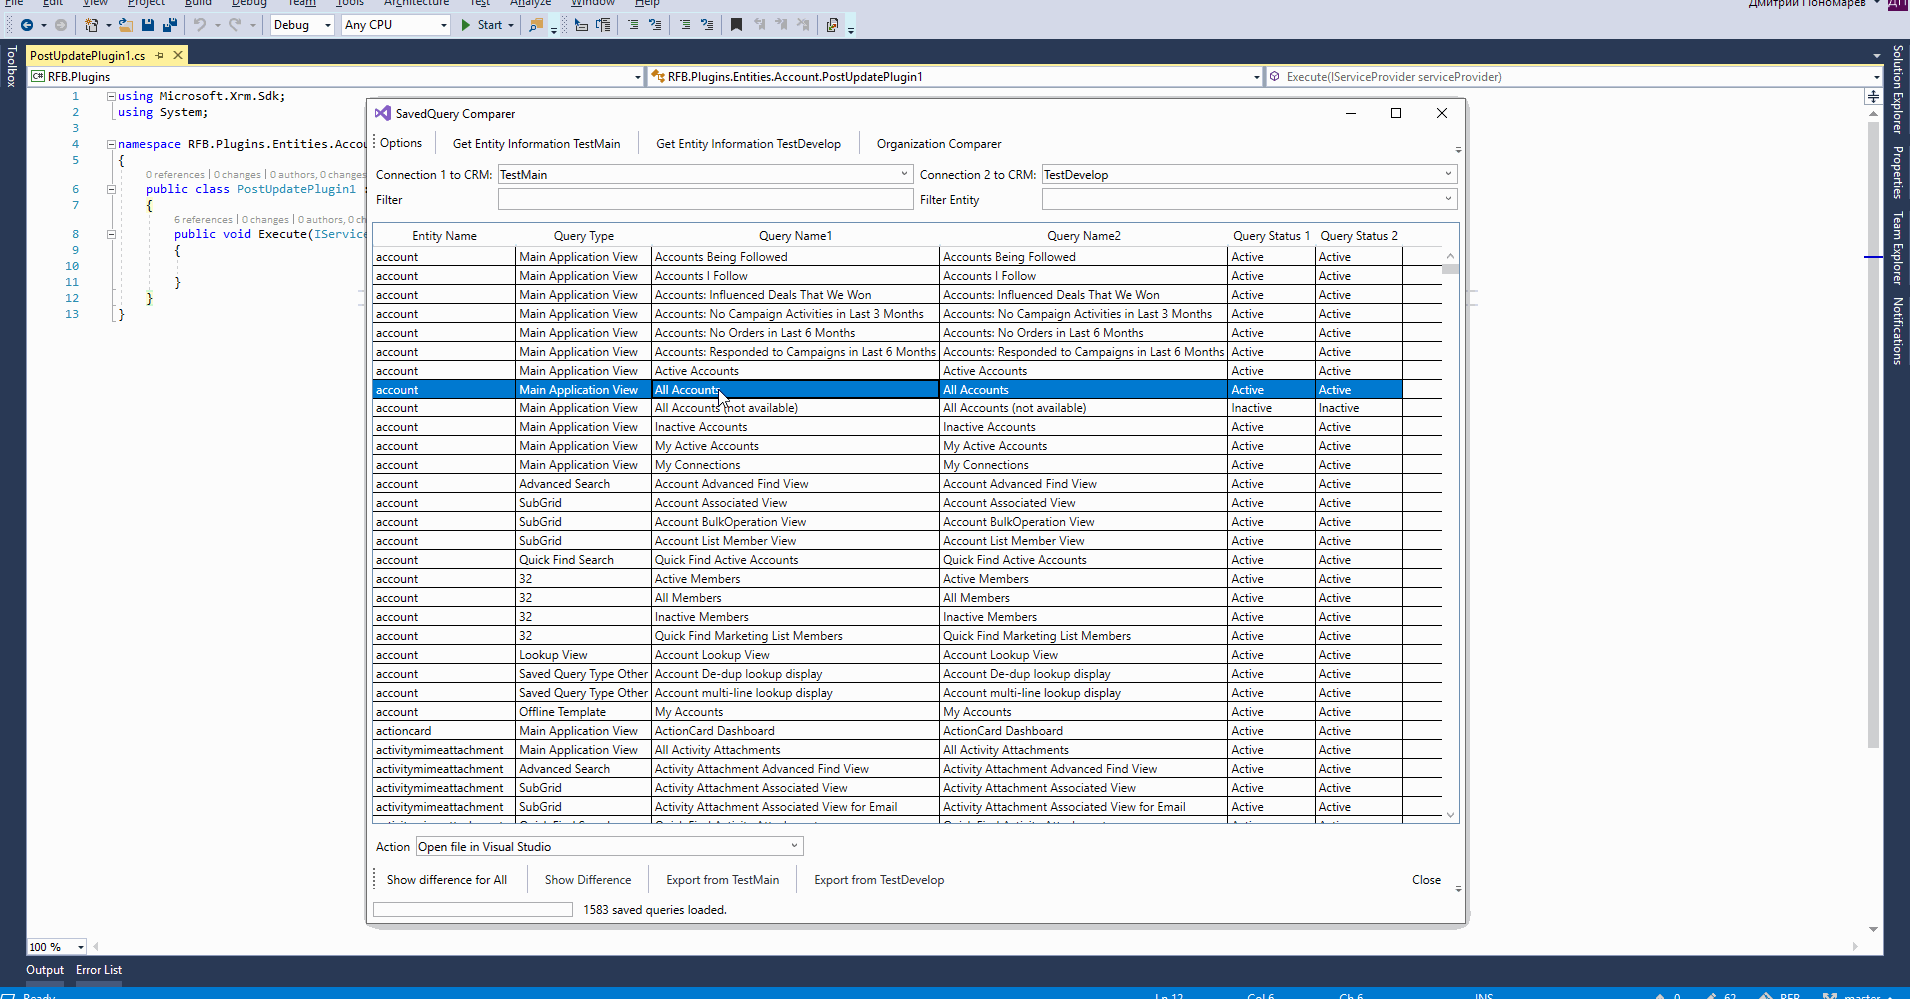 File Edit View Project Build Debug Team Tools Architecture Test Analyze Window Help Дмитрий Пономарев ДП
Debug Any CPU Start
Toolbox
PostUpdatePlugin1.cs
C# RFB.Plugins RFB.Plugins.Entities.Account.PostUpdatePlugin1 Execute(IServiceProvider serviceProvider)
1 using Microsoft.Xrm.Sdk;
2 using System;
3
4 namespace RFB.Plugins.Entities.Accou
5 {
0 references | 0 changes | 0 authors, 0 changes
6 public class PostUpdatePlugin1 :
7 {
6 references | 0 changes | 0 authors, 0 ch
8 public void Execute(IService
9 {
10
11 }
12 }
13 }
SavedQuery Comparer
Options Get Entity Information TestMain Get Entity Information TestDevelop Organization Comparer
Connection 1 to CRM: TestMain Connection 2 to CRM: TestDevelop
Filter Filter Entity
Entity Name Query Type Query Name1 Query Name2 Query Status 1 Query Status 2
account Main Application View Accounts Being Followed Accounts Being Followed Active Active
account Main Application View Accounts I Follow Accounts I Follow Active Active
account Main Application View Accounts: Influenced Deals That We Won Accounts: Influenced Deals That We Won Active Active
account Main Application View Accounts: No Campaign Activities in Last 3 Months Accounts: No Campaign Activities in Last 3 Months Active Active
account Main Application View Accounts: No Orders in Last 6 Months Accounts: No Orders in Last 6 Months Active Active
account Main Application View Accounts: Responded to Campaigns in Last 6 Months Accounts: Responded to Campaigns in Last 6 Months Active Active
account Main Application View Active Accounts Active Accounts Active Active
account Main Application View All Accounts All Accounts Active Active
account Main Application View All Accounts (not available) All Accounts (not available) Inactive Inactive
account Main Application View Inactive Accounts Inactive Accounts Active Active
account Main Application View My Active Accounts My Active Accounts Active Active
account Main Application View My Connections My Connections Active Active
account Advanced Search Account Advanced Find View Account Advanced Find View Active Active
account SubGrid Account Associated View Account Associated View Active Active
account SubGrid Account BulkOperation View Account BulkOperation View Active Active
account SubGrid Account List Member View Account List Member View Active Active
account Quick Find Search Quick Find Active Accounts Quick Find Active Accounts Active Active
account 32 Active Members Active Members Active Active
account 32 All Members All Members Active Active
account 32 Inactive Members Inactive Members Active Active
account 32 Quick Find Marketing List Members Quick Find Marketing List Members Active Active
account Lookup View Account Lookup View Account Lookup View Active Active
account Saved Query Type Other Account De-dup lookup display Account De-dup lookup display Active Active
account Saved Query Type Other Account multi-line lookup display Account multi-line lookup display Active Active
account Offline Template My Accounts My Accounts Active Active
actioncard Main Application View ActionCard Dashboard ActionCard Dashboard Active Active
activitymimeattachment Main Application View All Activity Attachments All Activity Attachments Active Active
activitymimeattachment Advanced Search Activity Attachment Advanced Find View Activity Attachment Advanced Find View Active Active
activitymimeattachment SubGrid Activity Attachment Associated View Activity Attachment Associated View Active Active
activitymimeattachment SubGrid Activity Attachment Associated View for Email Activity Attachment Associated View for Email Active Active
Action Open file in Visual Studio
Show difference for All Show Difference Export from TestMain Export from TestDevelop Close
1583 saved queries loaded.
Solution Explorer
Properties
Team Explorer
Notifications
100 %
Output Error List
Ready Ln 12 Col 6 Ch 6 INS 0 62 RFB master